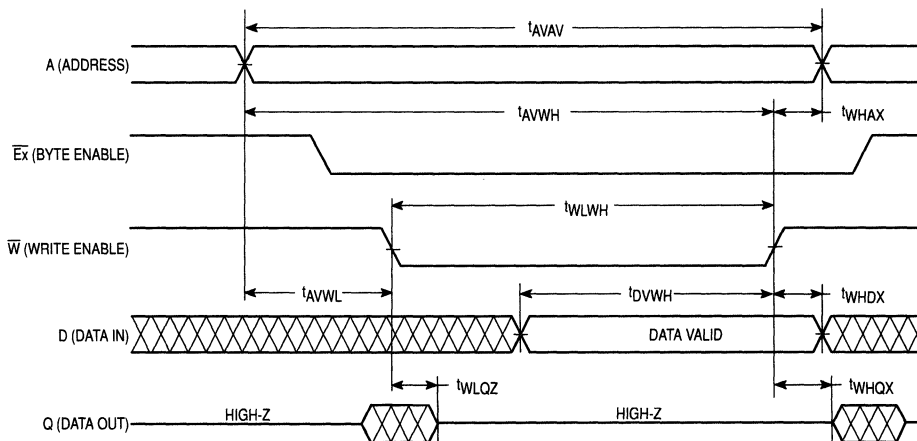 tAVAV
A (ADDRESS)
tAVWH
tWHAX
Ex (BYTE ENABLE)
tWLWH
W (WRITE ENABLE)
tAVWL
tDVWH
tWHDX
D (DATA IN)
DATA VALID
tWLQZ
tWHQX
Q (DATA OUT)
HIGH-Z
HIGH-Z